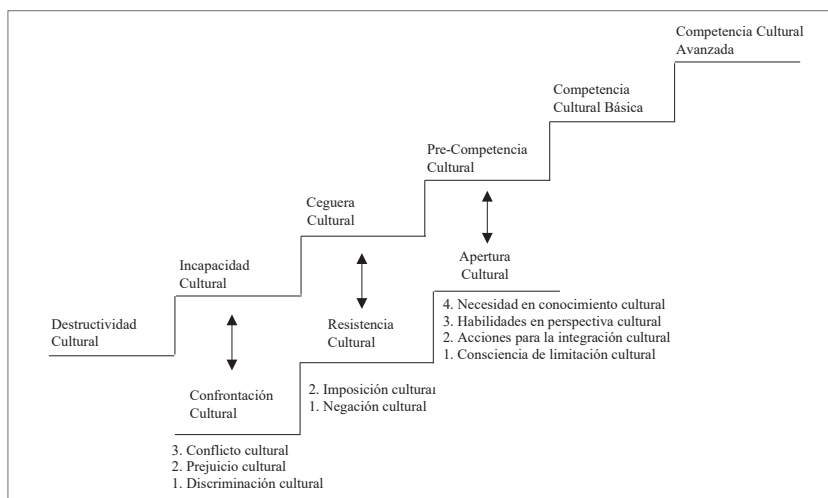 Competencia Cultural
Avanzada
Competencia
Cultural Básica
Pre-Competencia
Cultural
Ceguera
Cultural
Apertura
Cultural
Incapacidad
Cultural
4. Necesidad en conocimiento cultural
3. Habilidades en perspectiva cultural
2. Acciones para la integración cultural
1. Consciencia de limitación cultural
Destructividad
Cultural
Resistencia
Cultural
Confrontación
Cultural
2. Imposición cultural
1. Negación cultural
3. Conflicto cultural
2. Prejuicio cultural
1. Discriminación cultural